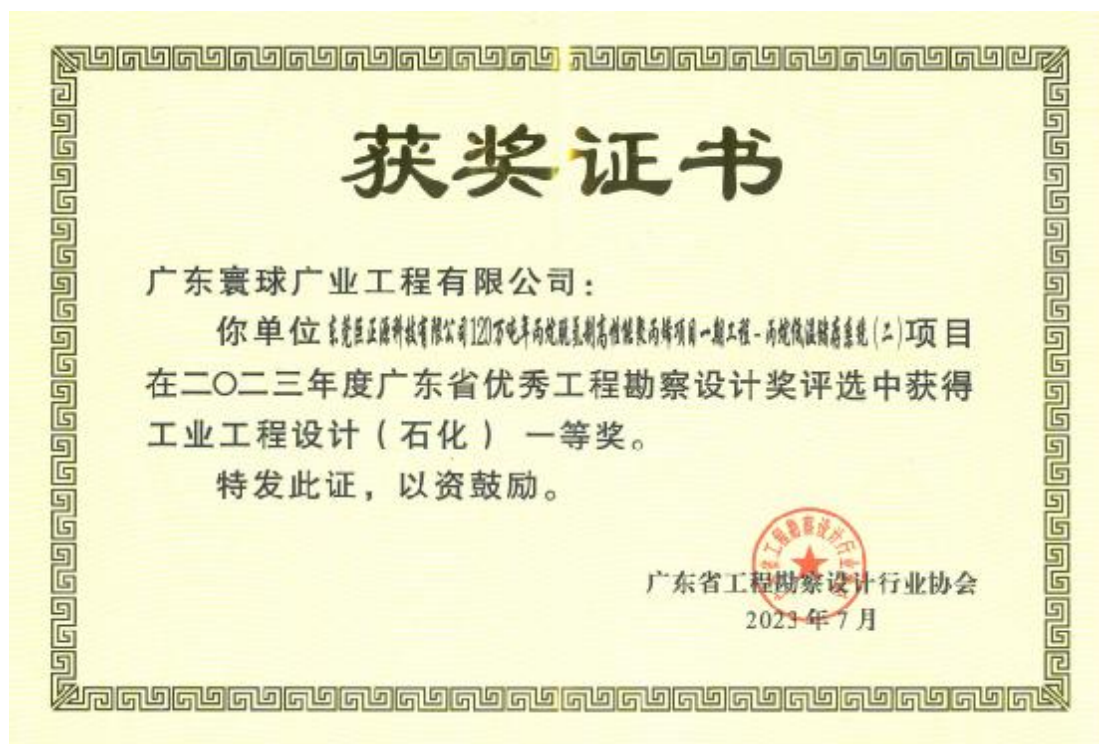 获奖证书
广东寰球广业工程有限公司：
你单位东莞巨正源科技有限公司120万吨/年丙烷脱氢制高性能聚丙烯项目一期工程-丙烷低温储存系统(二)项目
在二〇二三年度广东省优秀工程勘察设计奖评选中获得
工业工程设计（石化） 一等奖。
特发此证，以资鼓励。
广东省工程勘察设计行业协会
2023年7月